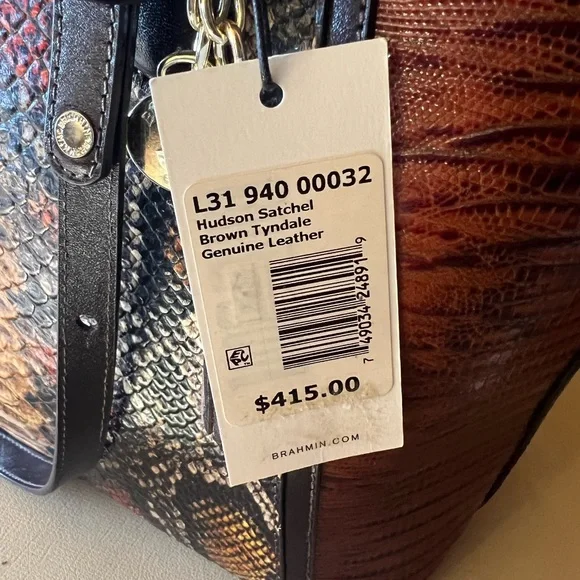 L31 940 00032
Hudson Satchel
Brown Tyndale
Genuine Leather
7 49034 24891 9
$415.00
BRAHMIN.COM